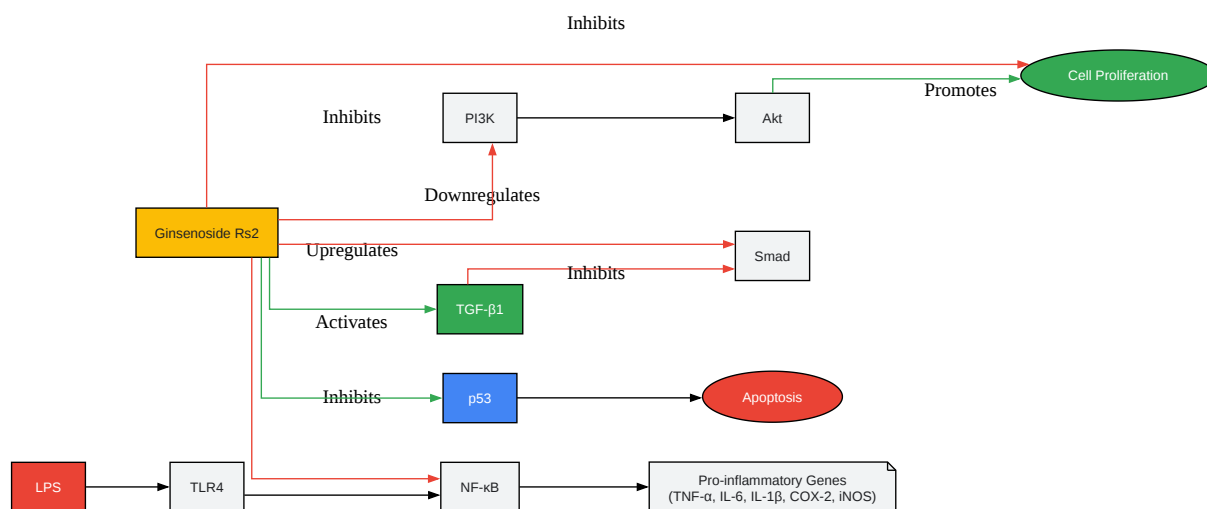 Inhibits
Cell Proliferation
Promotes
Inhibits
PI3K
Akt
Downregulates
Ginsenoside Rs2
Upregulates
Smad
Inhibits
TGF-β1
Activates
Inhibits
p53
Apoptosis
LPS
TLR4
NF-κB
Pro-inflammatory Genes
(TNF-α, IL-6, IL-1β, COX-2, iNOS)